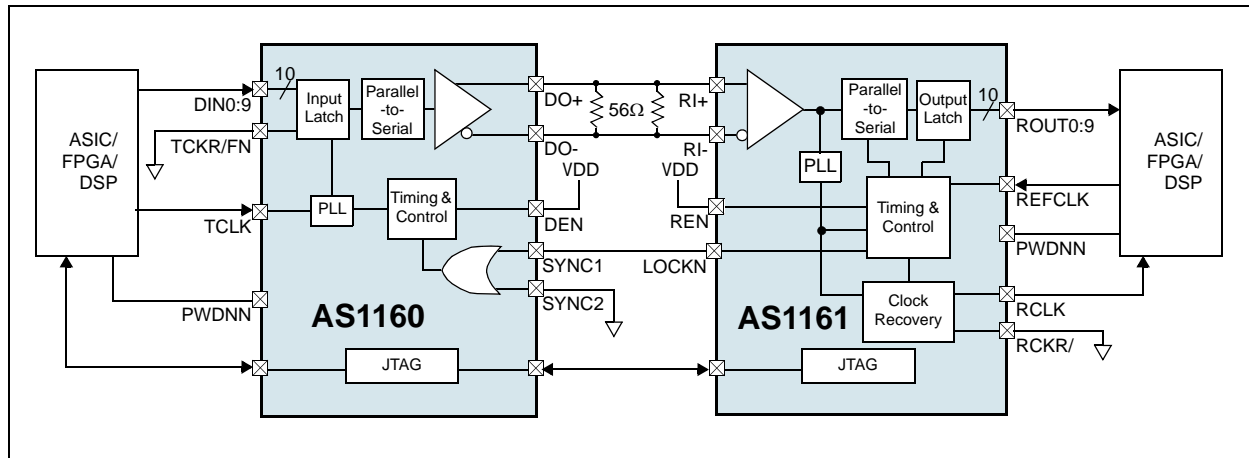 ASIC/
FPGA/
DSP
DIN0:9
TCKR/FN
TCLK
PWDNN
10
Input
Latch
Parallel
-to-
Serial
PLL
Timing &
Control
AS1160
JTAG
DO+
DO-
VDD
DEN
SYNC1
SYNC2
56Ω
RI+
RI-
VDD
REN
LOCKN
PLL
Parallel
-to-
Serial
Output
Latch
10
Timing &
Control
Clock
Recovery
AS1161
JTAG
ROUT0:9
REFCLK
PWDNN
RCLK
RCKR/
ASIC/
FPGA/
DSP